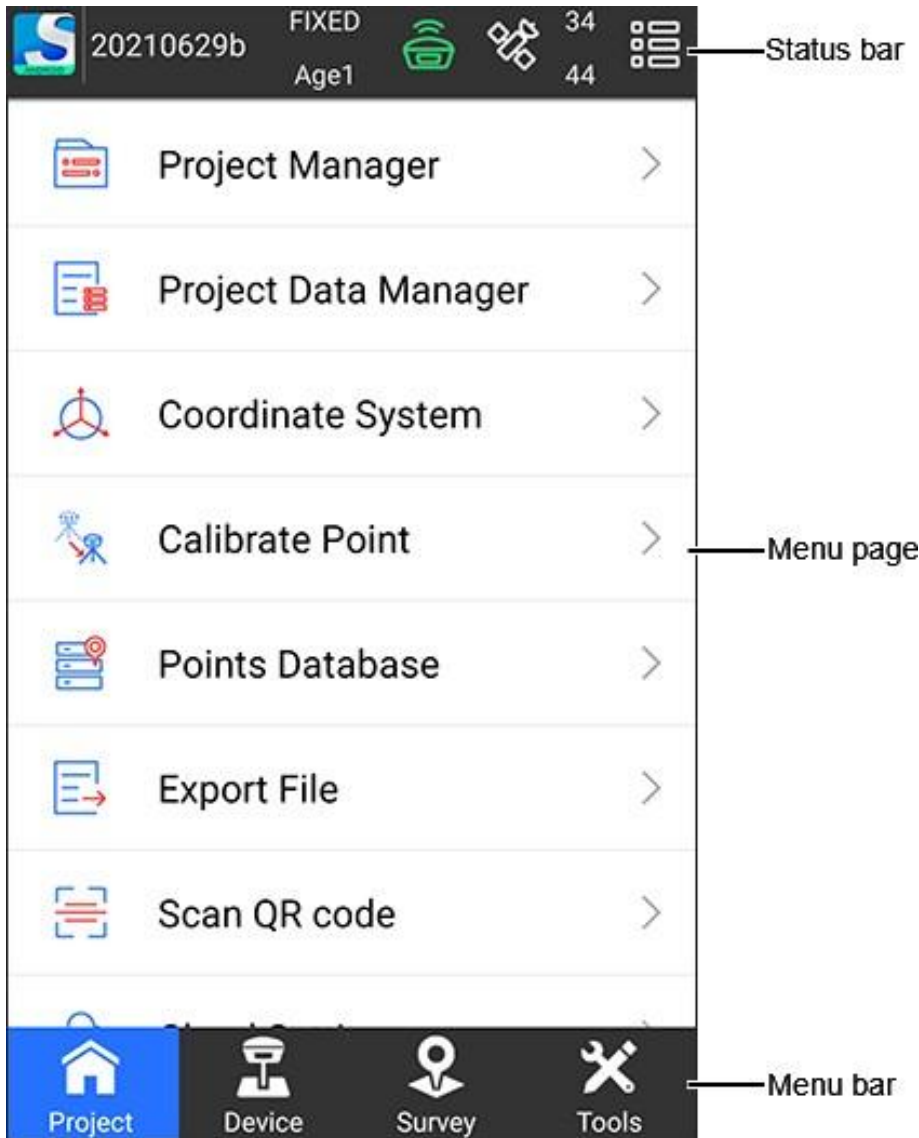 FIXED
20210629b
Age1
34
44
Status bar
Project Manager
Project Data Manager
Coordinate System
Calibrate Point
Menu page
Points Database
Export File
Scan QR code
Project
Device
Survey
Tools
Menu bar